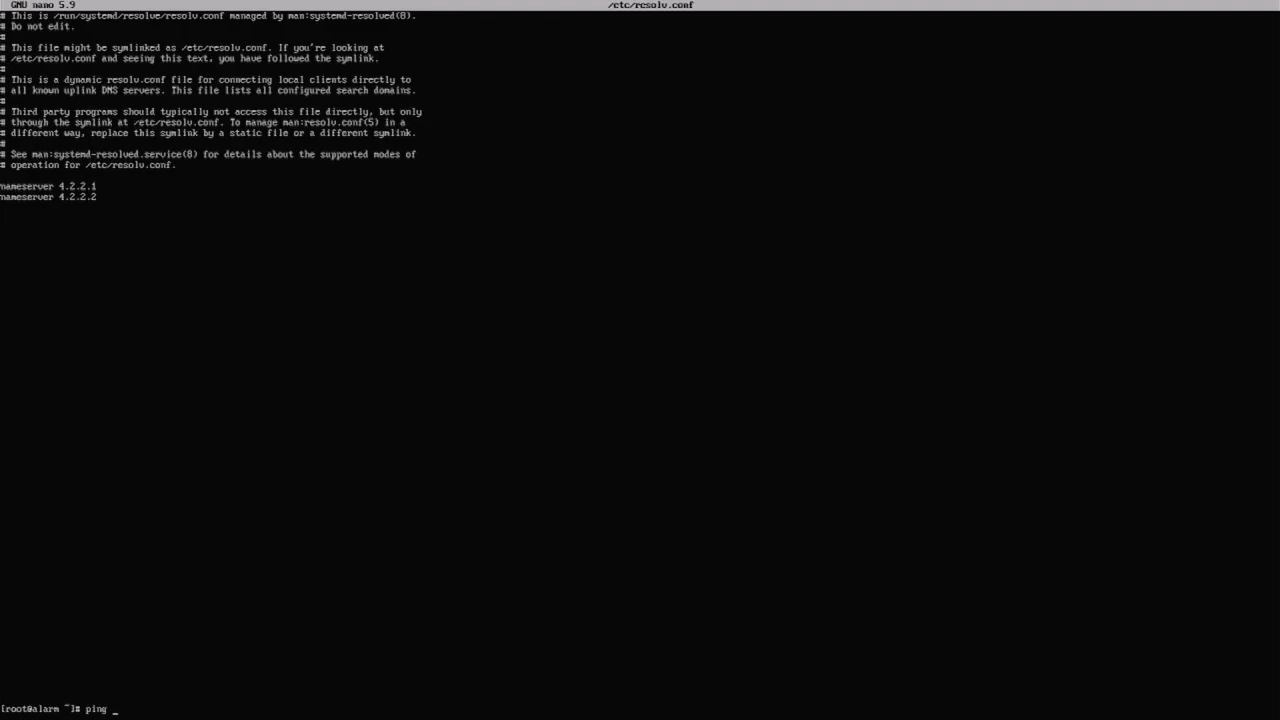 GNU nano 5.9 /etc/resolv.conf
# This is /run/systemd/resolve/resolv.conf managed by man:systemd-resolved(8).
# Do not edit.
#
# This file might be symlinked as /etc/resolv.conf. If you're looking at
# /etc/resolv.conf and seeing this text, you have followed the symlink.
#
# This is a dynamic resolv.conf file for connecting local clients directly to
# all known uplink DNS servers. This file lists all configured search domains.
#
# Third party programs should typically not access this file directly, but only
# through the symlink at /etc/resolv.conf. To manage man:resolv.conf(5) in a
# different way, replace this symlink by a static file or a different symlink.
#
# See man:systemd-resolved.service(8) for details about the supported modes of
# operation for /etc/resolv.conf.
nameserver 4.2.2.1
nameserver 4.2.2.2
[root@alarm ~]# ping _